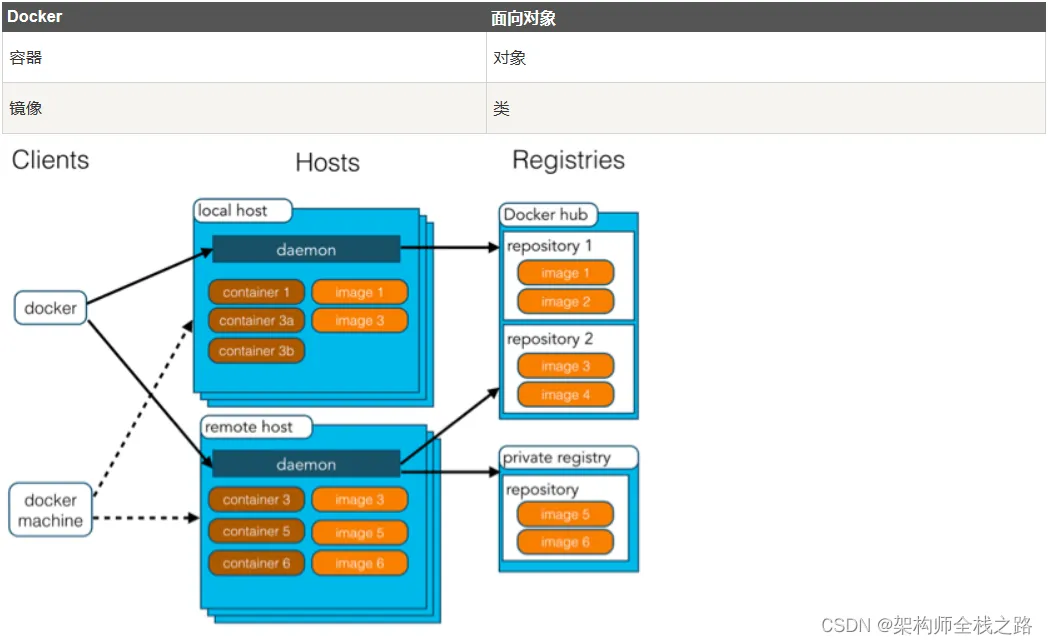 Docker 面向对象
容器 对象
镜像 类
Clients Hosts Registries
local host
daemon
container 1 image 1
container 3a image 3
container 3b
docker
docker
machine
remote host
daemon
container 3 image 3
container 5 image 5
container 6 image 6
Docker hub
repository 1
image 1
image 2
repository 2
image 3
image 4
private registry
repository
image 5
image 6
CSDN @架构师全栈之路